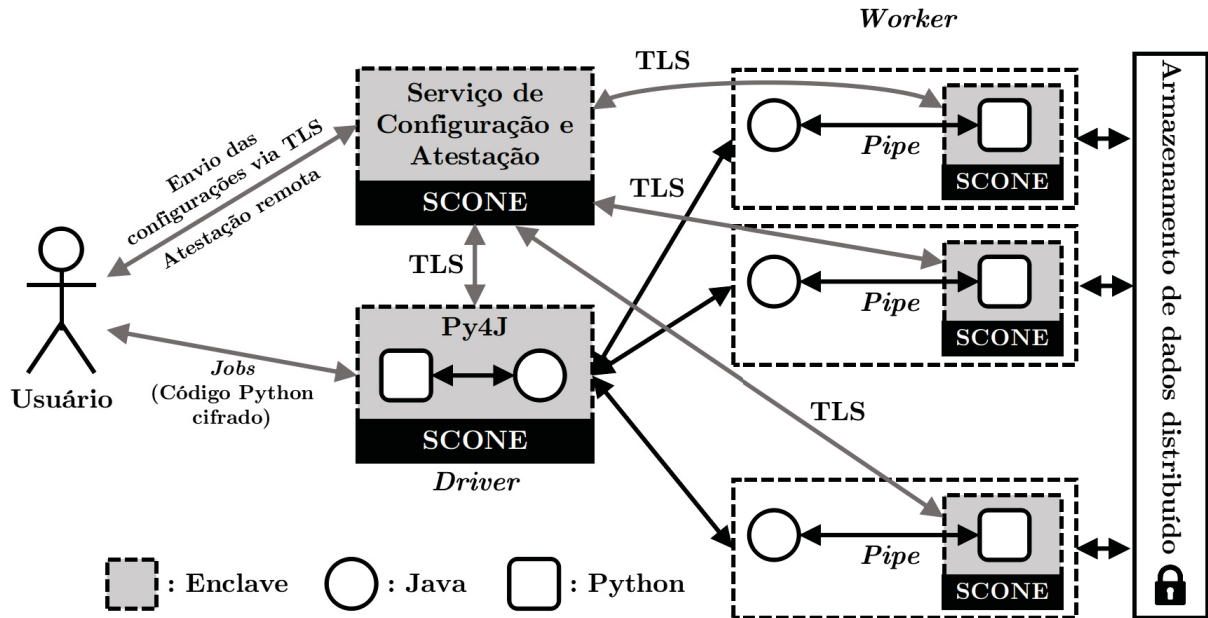 Worker
TLS
Serviço de
Configuração e
Atestação
SCONE
Envio das
configurações via TLS
Atestação remota
Pipe
SCONE
TLS
TLS
Pipe
SCONE
Py4J
SCONE
Driver
Jobs
(Código Python
cifrado)
Usuário
TLS
Pipe
SCONE
Armazenamento de dados distribuído
: Enclave
: Java
: Python